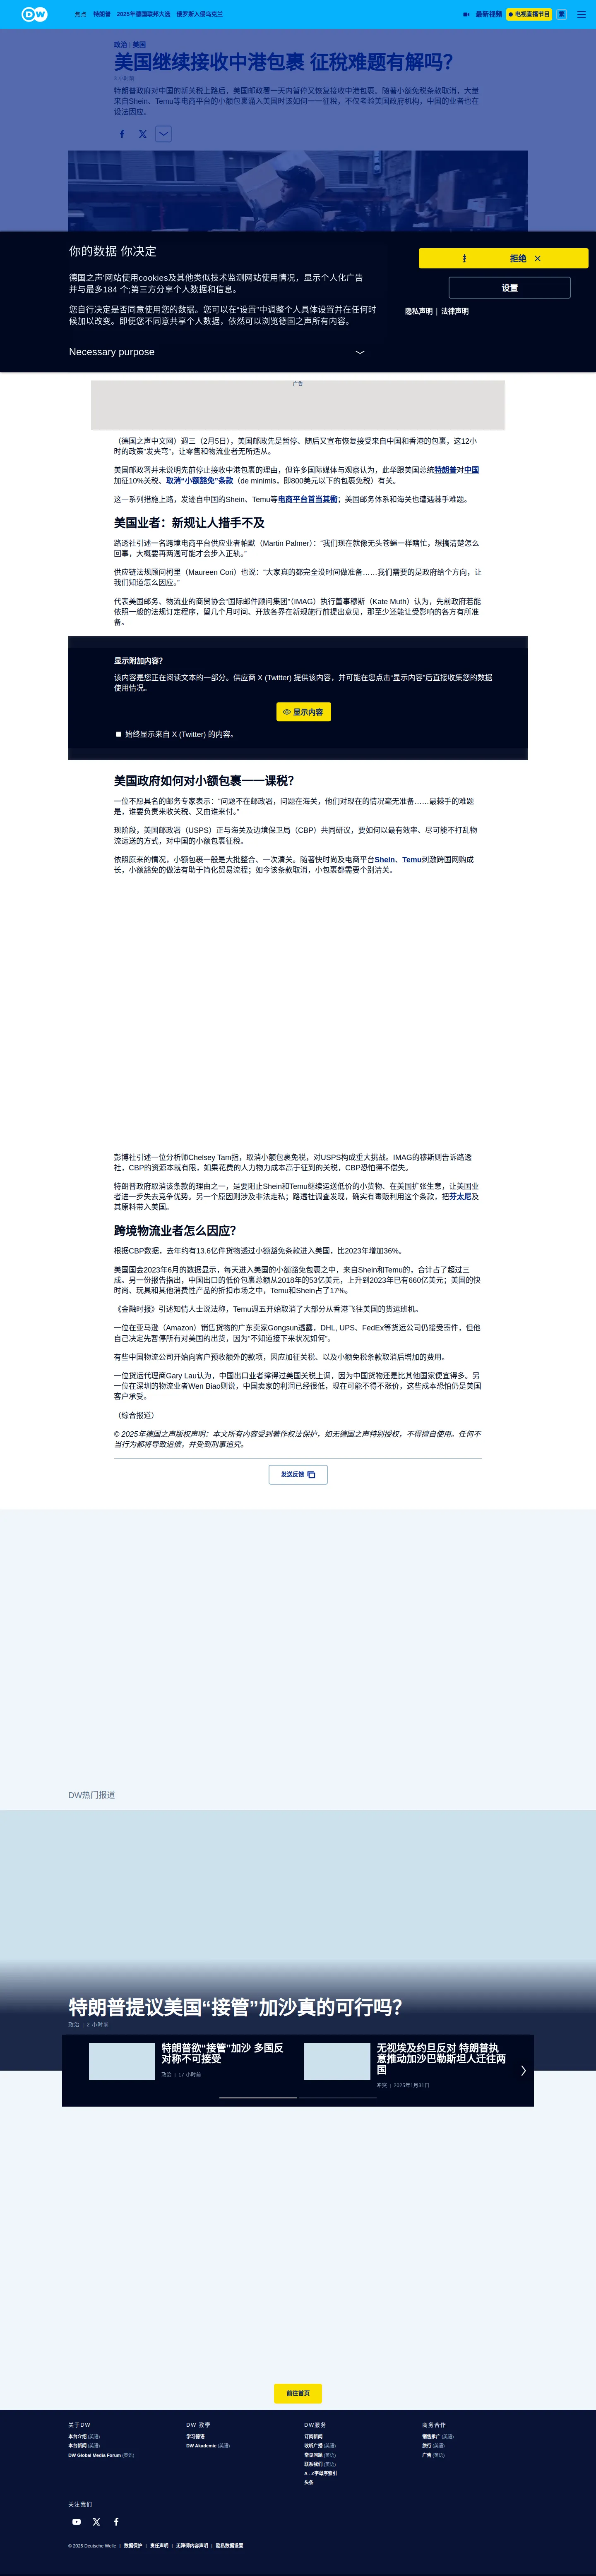 DW
焦点 特朗普 2025年德国联邦大选 俄罗斯入侵乌克兰
最新视频 电视直播节目 繁
政治 | 美国
美国继续接收中港包裹 征税难题有解吗？
5 小时前
特朗普政府对中国的新关税上路后，美国邮政署一天内暂停又恢复接收中港包裹。随著小额免税条款取消，大量
来自Shein、Temu等电商平台的小包裹涌入美国时该如何一一征税，不仅考验美国政府机构，中国的业者也在
设法因应。
你的数据 你决定
德国之声'网站使用cookies及其他类似技术监测网站使用情况，显示个人化广告
并与最多184 个;第三方分享个人数据和信息。
您自行决定是否同意使用您的数据。您可以在“设置”中调整个人具体设置并在任何时
候加以改变。即便您不同意共享个人数据，依然可以浏览德国之声所有内容。
Necessary purpose
拒绝
设置
隐私声明 | 法律声明
广告
（德国之声中文网）週三（2月5日），美国邮政先是暂停、随后又宣布恢复接受来自中国和香港的包裹，这12小
时的政策“发夹弯”，让零售和物流业者无所适从。
美国邮政署并未说明先前停止接收中港包裹的理由，但许多国际媒体与观察认为，此举跟美国总统特朗普对中国
加征10%关税、取消“小额豁免”条款（de minimis，即800美元以下的包裹免税）有关。
这一系列措施上路，发迹自中国的Shein、Temu等电商平台首当其衝；美国邮务体系和海关也遭遇棘手难题。
美国业者：新规让人措手不及
路透社引述一名跨境电商平台供应业者帕默（Martin Palmer）：“我们现在就像无头苍蝇一样瞎忙，想搞清楚怎么
回事，大概要再两週可能才会步入正轨。”
供应链法规顾问柯里（Maureen Cori）也说：“大家真的都完全没时间做准备……我们需要的是政府给个方向，让
我们知道怎么因应。”
代表美国邮务、物流业的商贸协会“国际邮件顾问集团”（IMAG）执行董事穆斯（Kate Muth）认为，先前政府若能
依照一般的法规订定程序，留几个月时间、开放各界在新规施行前提出意见，那至少还能让受影响的各方有所准
备。
显示附加内容？
该内容是您正在阅读文本的一部分。供应商 X (Twitter) 提供该内容，并可能在您点击“显示内容”后直接收集您的数据
使用情况。
显示内容
始终显示来自 X (Twitter) 的内容。
美国政府如何对小额包裹一一课税？
一位不愿具名的邮务专家表示：“问题不在邮政署，问题在海关，他们对现在的情况毫无准备……最棘手的难题
是，谁要负责来收关税、又由谁来付。”
现阶段，美国邮政署（USPS）正与海关及边境保卫局（CBP）共同研议，要如何以最有效率、尽可能不打乱物
流运送的方式，对中国的小额包裹征税。
依照原来的情况，小额包裹一般是大批整合、一次清关。随著快时尚及电商平台Shein、Temu刺激跨国网购成
长，小额豁免的做法有助于简化贸易流程；如今该条款取消，小包裹都需要个别清关。
彭博社引述一位分析师Chelsey Tam指，取消小额包裹免税，对USPS构成重大挑战。IMAG的穆斯则告诉路透
社，CBP的资源本就有限，如果花费的人力物力成本高于征到的关税，CBP恐怕得不偿失。
特朗普政府取消该条款的理由之一，是要阻止Shein和Temu继续运送低价的小货物、在美国扩张生意，让美国业
者进一步失去竞争优势。另一个原因则涉及非法走私；路透社调查发现，确实有毒贩利用这个条款，把芬太尼及
其原料带入美国。
跨境物流业者怎么因应？
根据CBP数据，去年约有13.6亿件货物透过小额豁免条款进入美国，比2023年增加36%。
美国国会2023年6月的数据显示，每天进入美国的小额豁免包裹之中，来自Shein和Temu的，合计占了超过三
成。另一份报告指出，中国出口的低价包裹总额从2018年的53亿美元，上升到2023年已有660亿美元；美国的快
时尚、玩具和其他消费性产品的折扣市场之中，Temu和Shein占了17%。
《金融时报》引述知情人士说法称，Temu週五开始取消了大部分从香港飞往美国的货运班机。
一位在亚马逊（Amazon）销售货物的广东卖家Gongsun透露，DHL, UPS、FedEx等货运公司仍接受寄件，但他
自己决定先暂停所有对美国的出货，因为“不知道接下来状况如何”。
有些中国物流公司开始向客户预收额外的款项，因应加征关税、以及小额免税条款取消后增加的费用。
一位货运代理商Gary Lau认为，中国出口业者撑得过美国关税上调，因为中国货物还是比其他国家便宜得多。另
一位在深圳的物流业者Wen Biao则说，中国卖家的利润已经很低，现在可能不得不涨价，这些成本恐怕仍是美国
客户承受。
（综合报道）
© 2025年德国之声版权声明：本文所有内容受到著作权法保护，如无德国之声特别授权，不得擅自使用。任何不
当行为都将导致追偿，并受到刑事追究。
发送反馈
DW热门报道
特朗普提议美国“接管”加沙真的可行吗？
政治 | 2 小时前
特朗普欲“接管”加沙 多国反
对称不可接受
政治 | 17 小时前
无视埃及约旦反对 特朗普执
意推动加沙巴勒斯坦人迁往两
国
冲突 | 2025年1月31日
前往首页
关于DW
本台介绍 (英语)
本台新闻 (英语)
DW Global Media Forum (英语)
DW 教學
学习德语
DW Akademie (英语)
DW服务
订阅新闻
收听广播 (英语)
常见问题 (英语)
联系我们 (英语)
A - Z字母序索引
头条
商务合作
销售推广 (英语)
旅行 (英语)
广告 (英语)
关注我们
© 2025 Deutsche Welle | 数据保护 | 责任声明 | 无障碍内容声明 | 隐私数据设置